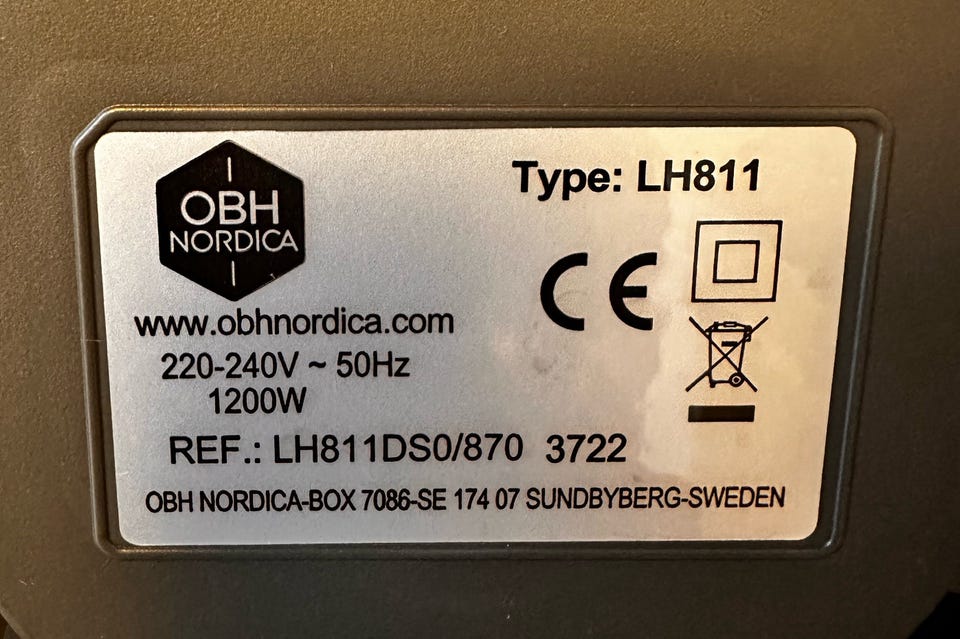 OBH
NORDICA
Type: LH811
CE
www.obhnordica.com
220-240V ~ 50Hz
1200W
REF.: LH811DS0/870 3722
OBH NORDICA-BOX 7086-SE 174 07 SUNDBYBERG-SWEDEN